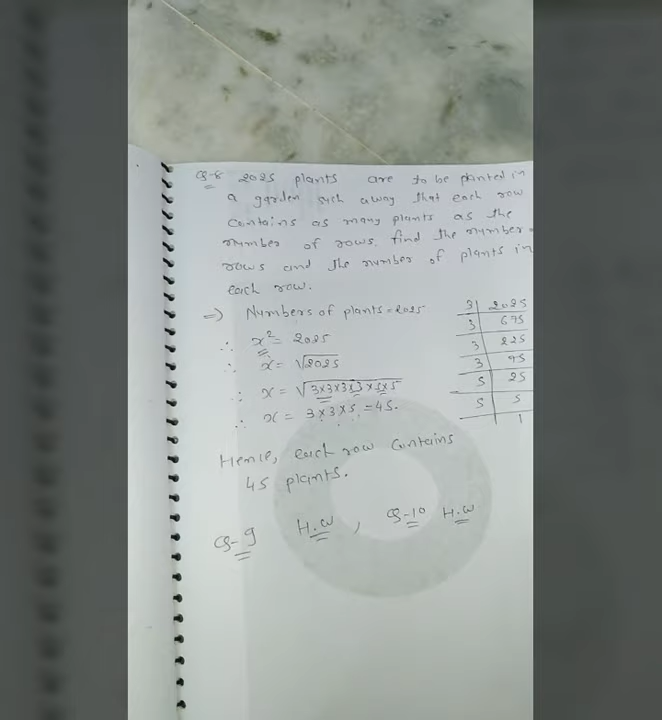 Q-8 2025 plants are to be planted in
a garden such away that each row
contains as many plants as the
number of rows. find the number
rows and the number of plants in
each row.
=) Numbers of plants = 2025
∴ x² = 2025
∴ x = √2025
∴ x = √3×3×3×3×5×5
∴ x = 3×3×5 = 45.
3 | 2025
3 | 675
3 | 225
3 | 75
5 | 25
5 | 5
| 1
Hence, each row contains
45 plants.
Q-9 H.W , Q-10 H.W